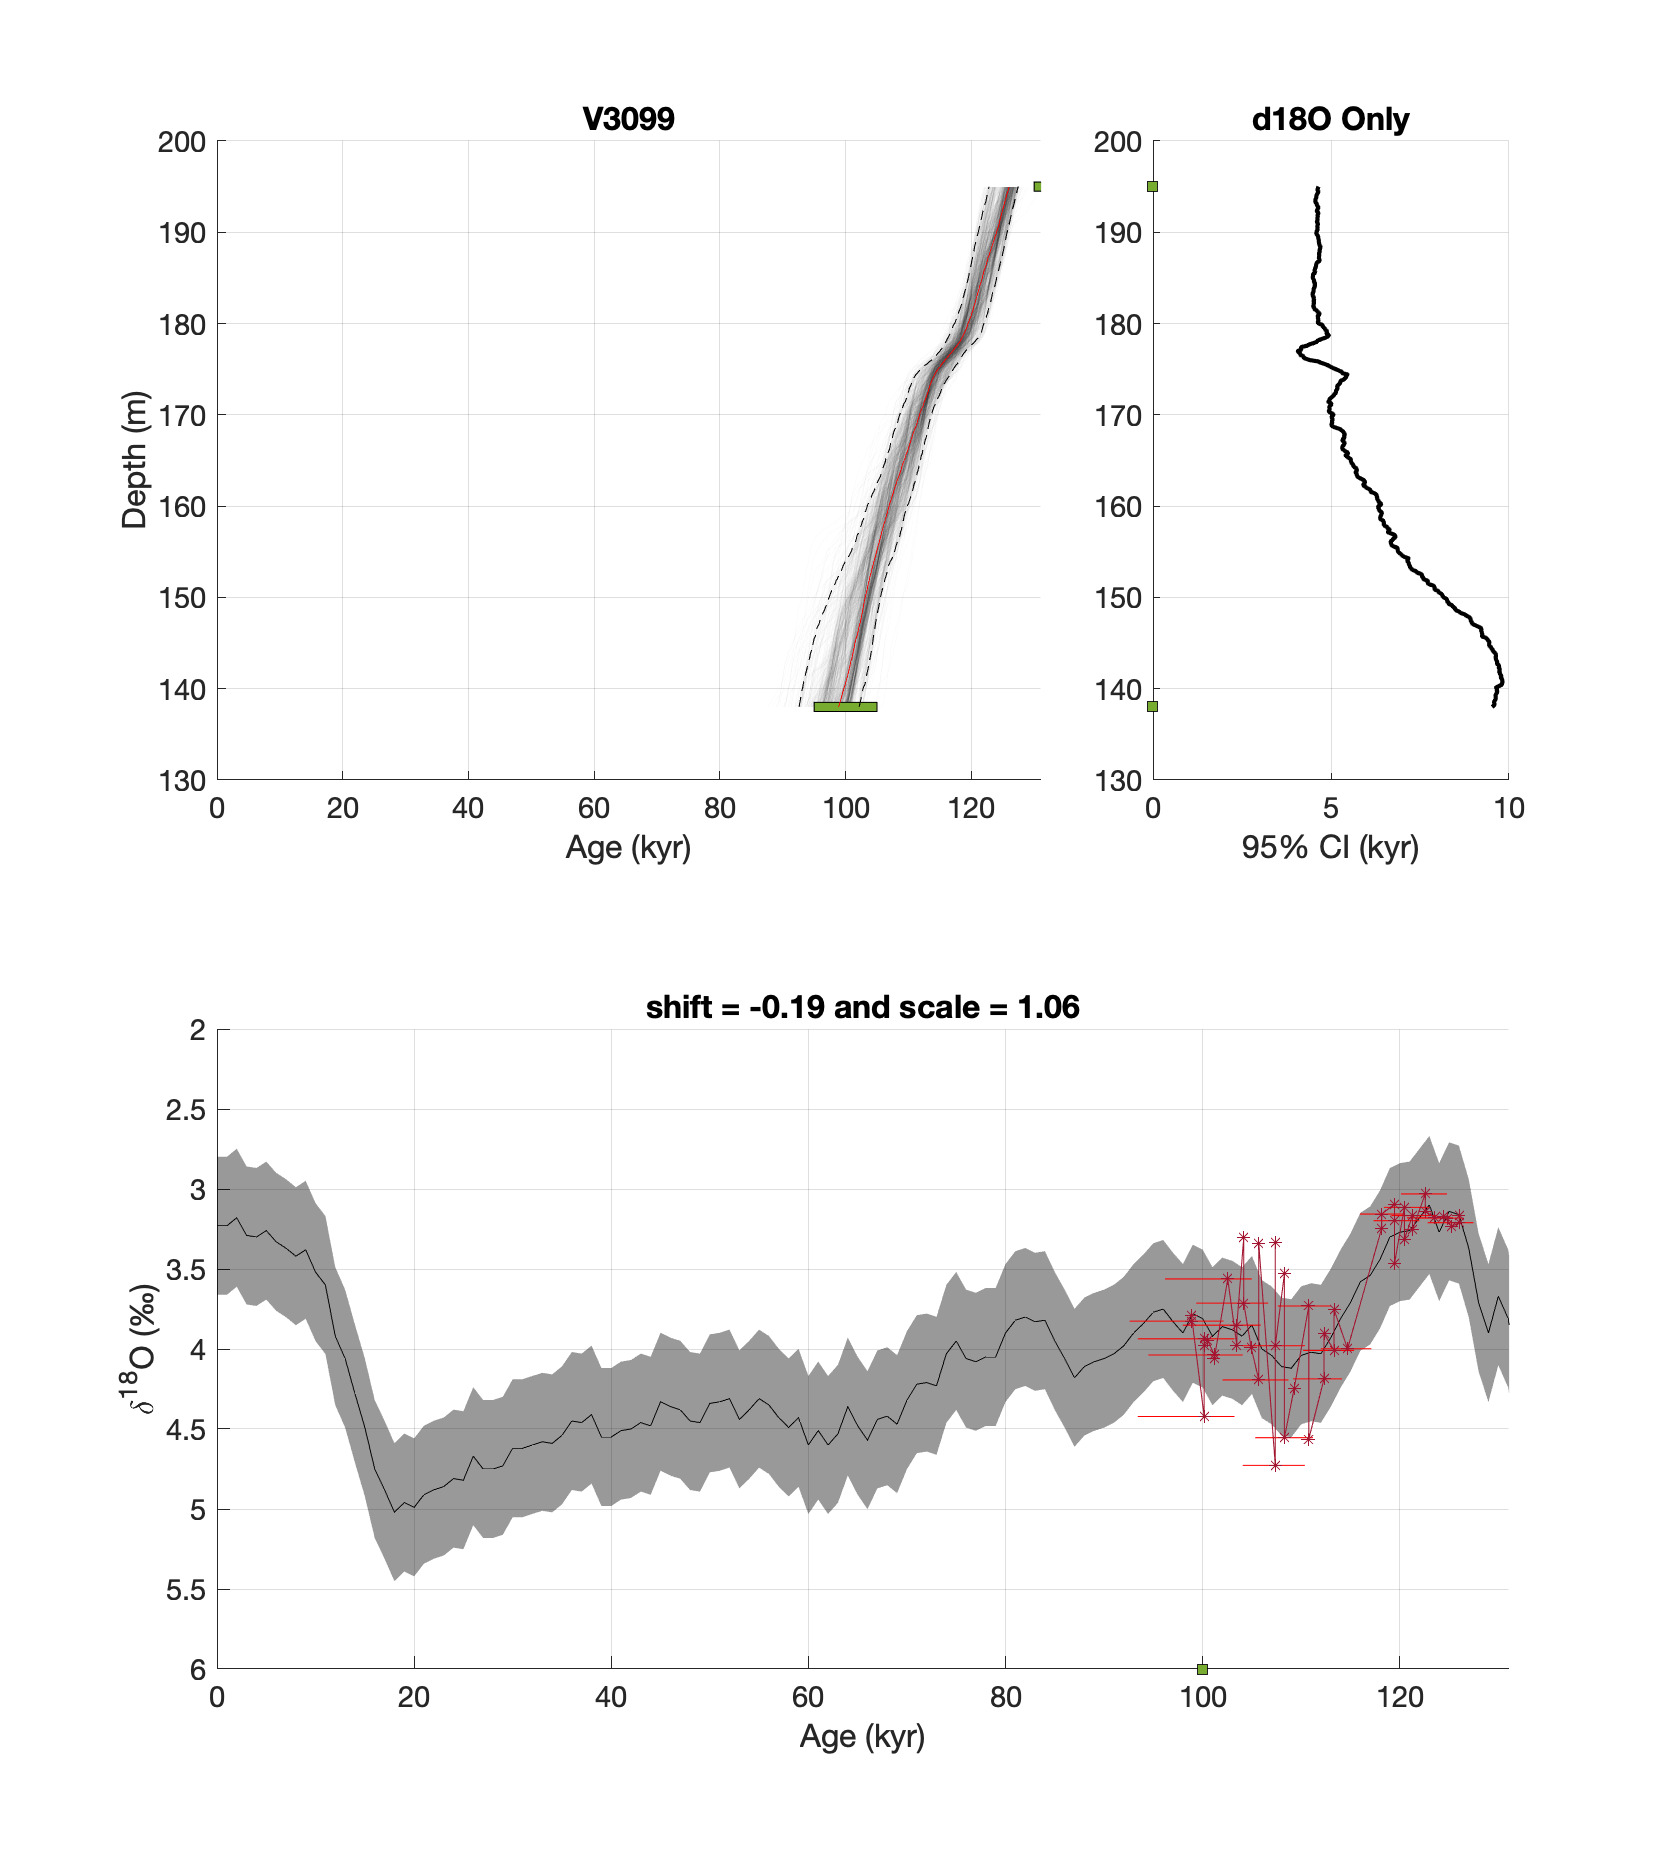 V3099
d18O Only
200
190
180
170
160
150
140
130
Depth (m)
0 20 40 60 80 100 120
Age (kyr)
200
190
180
170
160
150
140
130
0 5 10
95% CI (kyr)
shift = -0.19 and scale = 1.06
2
2.5
3
3.5
4
4.5
5
5.5
6
δ¹⁸O (‰)
0 20 40 60 80 100 120
Age (kyr)